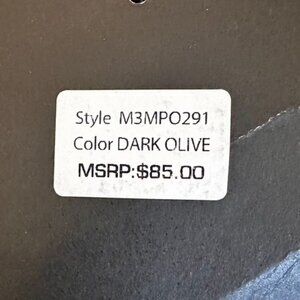 Style M3MPO291
Color DARK OLIVE
MSRP:$85.00